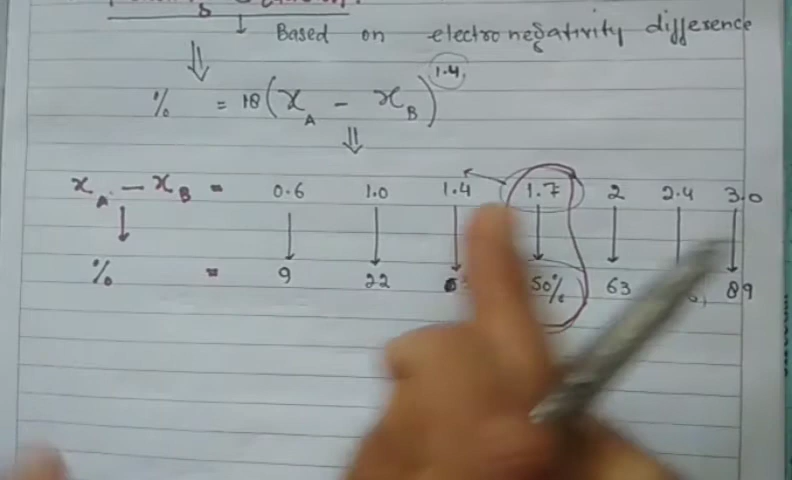 Based on electronegativity difference
% = 18(x_A - x_B)^1.4
x_A - x_B = 0.6 1.0 1.4 1.7 2 2.4 3.0
% = 9 22 50% 63 89